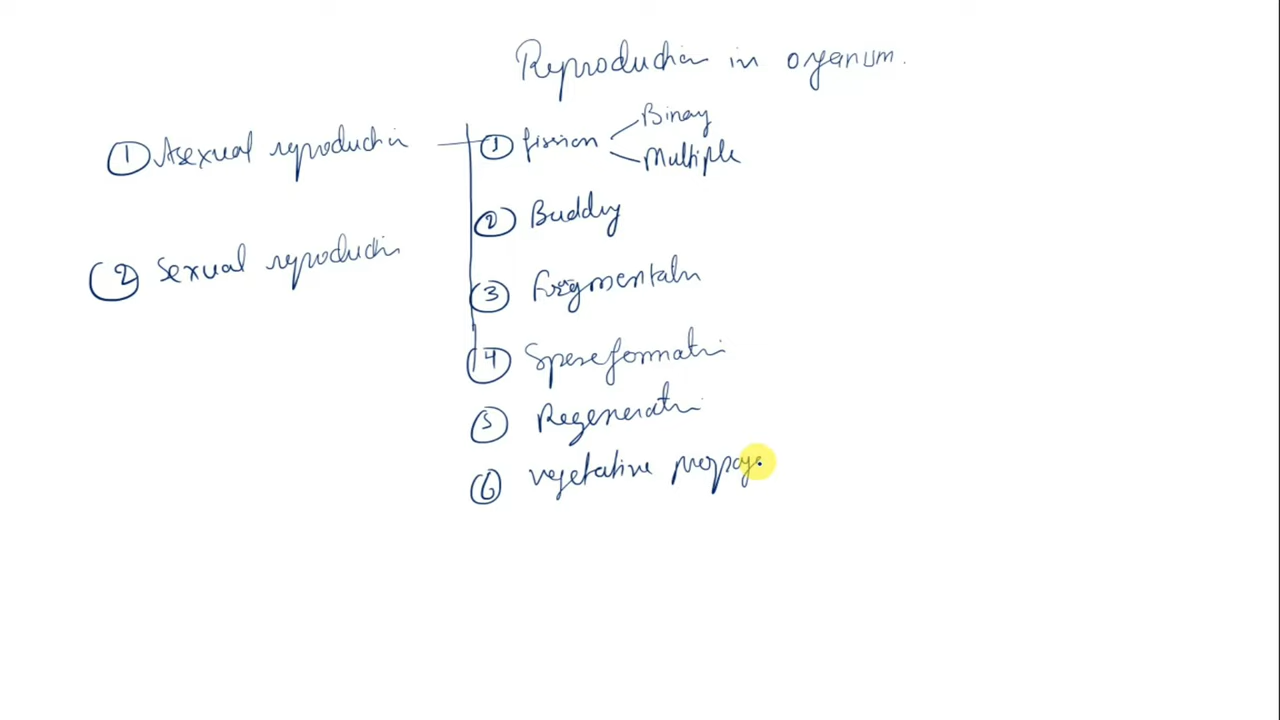 Reproduction in organism.
① Asexual reproduction
② Sexual reproduction
① fission
Binary
Multiple
② Budding
③ Fragmentation
④ Spore formation
⑤ Regeneration
⑥ vegetative propag